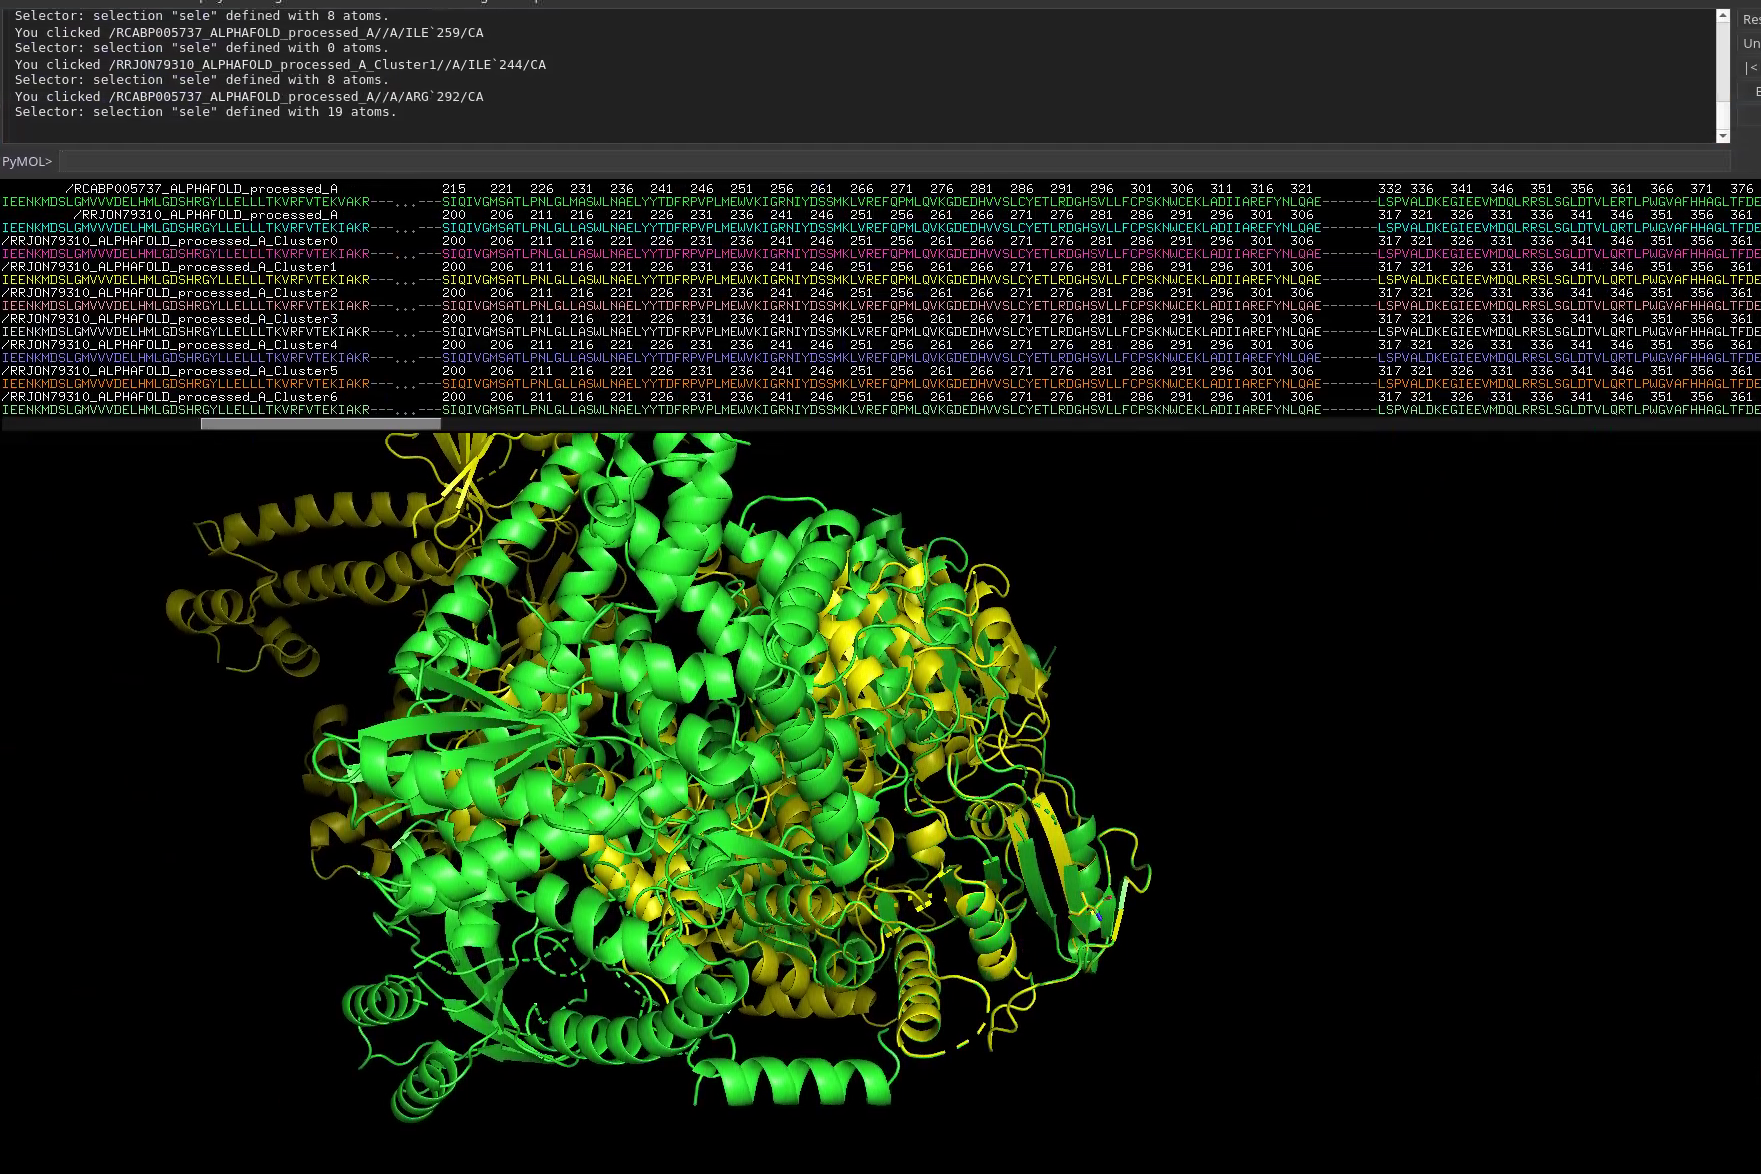 Selector: selection "sele" defined with 8 atoms.
You clicked /RCABP005737_ALPHAFOLD_processed_A//A/ILE`259/CA
Selector: selection "sele" defined with 0 atoms.
You clicked /RRJON79310_ALPHAFOLD_processed_A_Cluster1//A/ILE`244/CA
Selector: selection "sele" defined with 8 atoms.
You clicked /RCABP005737_ALPHAFOLD_processed_A//A/ARG`292/CA
Selector: selection "sele" defined with 19 atoms.
Res
Un
|<
PyMOL>
/RCABP005737_ALPHAFOLD_processed_A 215 221 226 231 236 241 246 251 256 261 266 271 276 281 286 291 296 301 306 311 316 321 332 336 341 346 351 356 361 366 371 376
IEENKMDSLGMVVVDELHMLGDSHRGYLLELLLTKVRFVTEKVAKR---...---SIQIVGMSATLPNLGLMASWLNAELYYTDFRPVPLMEWVKIGRNIYDSSMKLVREFQPMLQVKGDEDHVVSLCYETLRDGHSVLLFCPSKNWCEKLADIIAREFYNLQAE-------LSPVALDKEGIEEVMDQLRRSLSGLDTVLERTLPWGVAFHHAGLTFDE
/RRJON79310_ALPHAFOLD_processed_A 200 206 211 216 221 226 231 236 241 246 251 256 261 266 271 276 281 286 291 296 301 306 317 321 326 331 336 341 346 351 356 361
IEENKMDSLGMVVVDELHMLGDSHRGYLLELLLTKVRFVTEKIAKR---...---SIQIVGMSATLPNLGLLASWLNAELYYTDFRPVPLMEWVKIGRNIYDSSMKLVREFQPMLQVKGDEDHVVSLCYETLRDGHSVLLFCPSKNWCEKLADIIAREFYNLQAE-------LSPVALDKEGIEEVMDQLRRSLSGLDTVLQRTLPWGVAFHHAGLTFDE
/RRJON79310_ALPHAFOLD_processed_A_Cluster0 200 206 211 216 221 226 231 236 241 246 251 256 261 266 271 276 281 286 291 296 301 306 317 321 326 331 336 341 346 351 356 361
IEENKMDSLGMVVVDELHMLGDSHRGYLLELLLTKVRFVTEKIAKR---...---SIQIVGMSATLPNLGLLASWLNAELYYTDFRPVPLMEWVKIGRNIYDSSMKLVREFQPMLQVKGDEDHVVSLCYETLRDGHSVLLFCPSKNWCEKLADIIAREFYNLQAE-------LSPVALDKEGIEEVMDQLRRSLSGLDTVLQRTLPWGVAFHHAGLTFDE
/RRJON79310_ALPHAFOLD_processed_A_Cluster1 200 206 211 216 221 226 231 236 241 246 251 256 261 266 271 276 281 286 291 296 301 306 317 321 326 331 336 341 346 351 356 361
IEENKMDSLGMVVVDELHMLGDSHRGYLLELLLTKVRFVTEKIAKR---...---SIQIVGMSATLPNLGLLASWLNAELYYTDFRPVPLMEWVKIGRNIYDSSMKLVREFQPMLQVKGDEDHVVSLCYETLRDGHSVLLFCPSKNWCEKLADIIAREFYNLQAE-------LSPVALDKEGIEEVMDQLRRSLSGLDTVLQRTLPWGVAFHHAGLTFDE
/RRJON79310_ALPHAFOLD_processed_A_Cluster2 200 206 211 216 221 226 231 236 241 246 251 256 261 266 271 276 281 286 291 296 301 306 317 321 326 331 336 341 346 351 356 361
IEENKMDSLGMVVVDELHMLGDSHRGYLLELLLTKVRFVTEKIAKR---...---SIQIVGMSATLPNLGLLASWLNAELYYTDFRPVPLMEWVKIGRNIYDSSMKLVREFQPMLQVKGDEDHVVSLCYETLRDGHSVLLFCPSKNWCEKLADIIAREFYNLQAE-------LSPVALDKEGIEEVMDQLRRSLSGLDTVLQRTLPWGVAFHHAGLTFDE
/RRJON79310_ALPHAFOLD_processed_A_Cluster3 200 206 211 216 221 226 231 236 241 246 251 256 261 266 271 276 281 286 291 296 301 306 317 321 326 331 336 341 346 351 356 361
IEENKMDSLGMVVVDELHMLGDSHRGYLLELLLTKVRFVTEKIAKR---...---SIQIVGMSATLPNLGLLASWLNAELYYTDFRPVPLMEWVKIGRNIYDSSMKLVREFQPMLQVKGDEDHVVSLCYETLRDGHSVLLFCPSKNWCEKLADIIAREFYNLQAE-------LSPVALDKEGIEEVMDQLRRSLSGLDTVLQRTLPWGVAFHHAGLTFDE
/RRJON79310_ALPHAFOLD_processed_A_Cluster4 200 206 211 216 221 226 231 236 241 246 251 256 261 266 271 276 281 286 291 296 301 306 317 321 326 331 336 341 346 351 356 361
IEENKMDSLGMVVVDELHMLGDSHRGYLLELLLTKVRFVTEKIAKR---...---SIQIVGMSATLPNLGLLASWLNAELYYTDFRPVPLMEWVKIGRNIYDSSMKLVREFQPMLQVKGDEDHVVSLCYETLRDGHSVLLFCPSKNWCEKLADIIAREFYNLQAE-------LSPVALDKEGIEEVMDQLRRSLSGLDTVLQRTLPWGVAFHHAGLTFDE
/RRJON79310_ALPHAFOLD_processed_A_Cluster5 200 206 211 216 221 226 231 236 241 246 251 256 261 266 271 276 281 286 291 296 301 306 317 321 326 331 336 341 346 351 356 361
IEENKMDSLGMVVVDELHMLGDSHRGYLLELLLTKVRFVTEKIAKR---...---SIQIVGMSATLPNLGLLASWLNAELYYTDFRPVPLMEWVKIGRNIYDSSMKLVREFQPMLQVKGDEDHVVSLCYETLRDGHSVLLFCPSKNWCEKLADIIAREFYNLQAE-------LSPVALDKEGIEEVMDQLRRSLSGLDTVLQRTLPWGVAFHHAGLTFDE
/RRJON79310_ALPHAFOLD_processed_A_Cluster6 200 206 211 216 221 226 231 236 241 246 251 256 261 266 271 276 281 286 291 296 301 306 317 321 326 331 336 341 346 351 356 361
IEENKMDSLGMVVVDELHMLGDSHRGYLLELLLTKVRFVTEKIAKR---...---SIQIVGMSATLPNLGLLASWLNAELYYTDFRPVPLMEWVKIGRNIYDSSMKLVREFQPMLQVKGDEDHVVSLCYETLRDGHSVLLFCPSKNWCEKLADIIAREFYNLQAE-------LSPVALDKEGIEEVMDQLRRSLSGLDTVLQRTLPWGVAFHHAGLTFDE